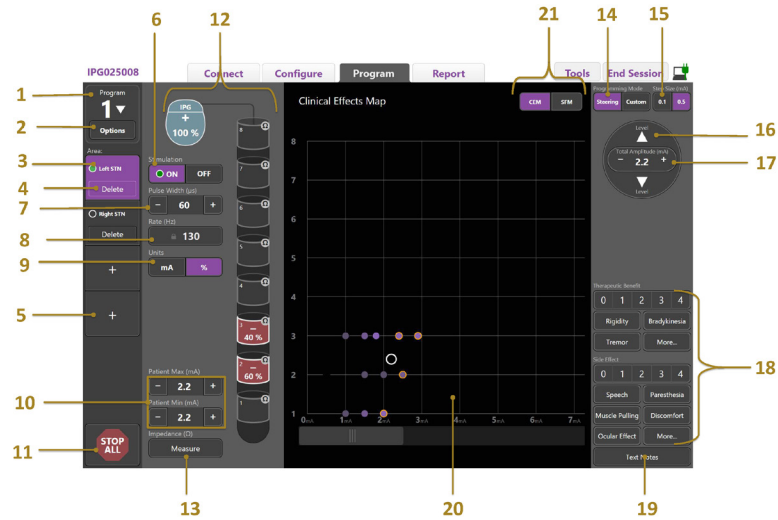 6 12 21 14 15
IPG025008 Connect Configure Program Report Tools End Session
1 Program
1
2 Options
Area:
3 Left STN
4 Delete
Right STN
Delete
+
5 +
11 STOP
ALL
IPG
+
100 %
Stimulation
ON OFF
7 Pulse Width (µs)
− 60 +
8 Rate (Hz)
130
9 Units
mA %
Patient Max (mA)
− 2.2 +
10 Patient Min (mA)
− 2.2 +
Impedance (Ω)
Measure
13
8
7
6
5
4
3
−
40 %
2
−
60 %
1
Clinical Effects Map
CEM SFM
8
7
6
5
4
3
2
1
0mA 1mA 2mA 3mA 4mA 5mA 6mA 7mA
20
Programming Mode Step Size (mA)
Steering Custom 0.1 0.5
Level 16
Total Amplitude (mA)
− 2.2 + 17
Level
Therapeutic Benefit
0 1 2 3 4
Rigidity Bradykinesia
Tremor More...
18
Side Effect
0 1 2 3 4
Speech Paresthesia
Muscle Pulling Discomfort
Ocular Effect More...
Text Notes
19